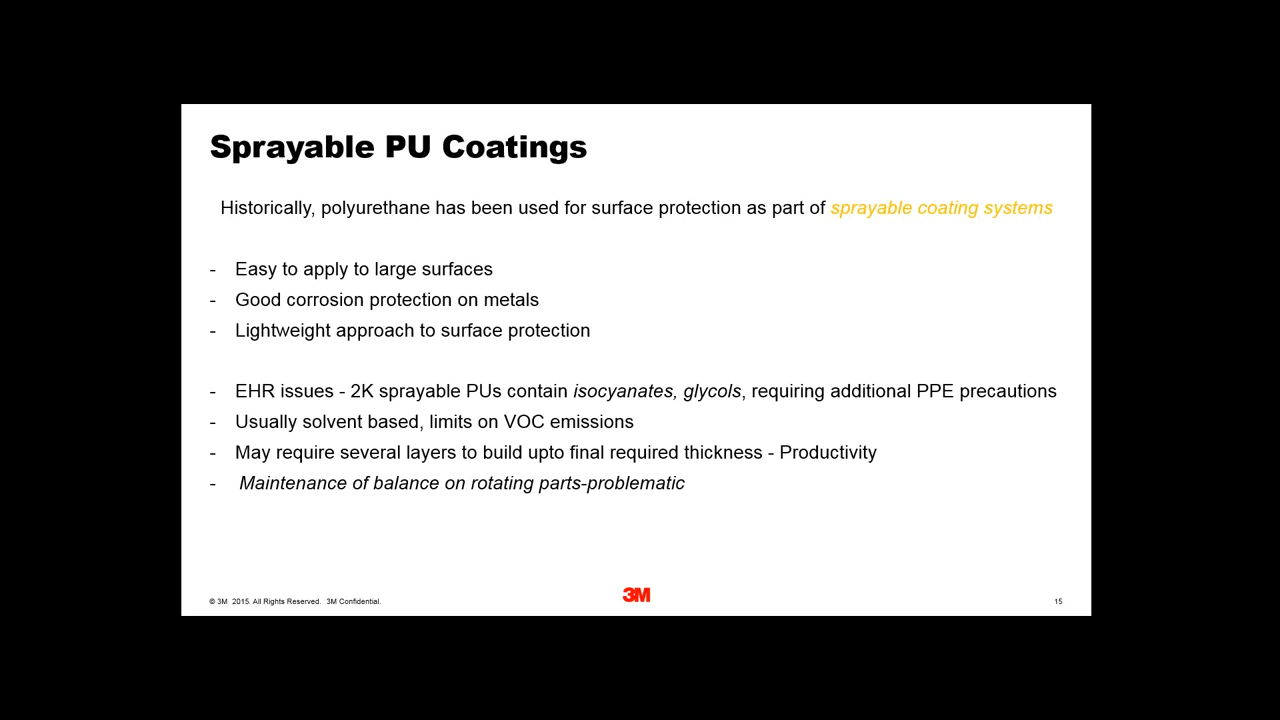 Sprayable PU Coatings
Historically, polyurethane has been used for surface protection as part of sprayable coating systems
- Easy to apply to large surfaces
- Good corrosion protection on metals
- Lightweight approach to surface protection
- EHR issues - 2K sprayable PUs contain isocyanates, glycols, requiring additional PPE precautions
- Usually solvent based, limits on VOC emissions
- May require several layers to build upto final required thickness - Productivity
- Maintenance of balance on rotating parts-problematic
© 3M 2015. All Rights Reserved. 3M Confidential.
3M
15